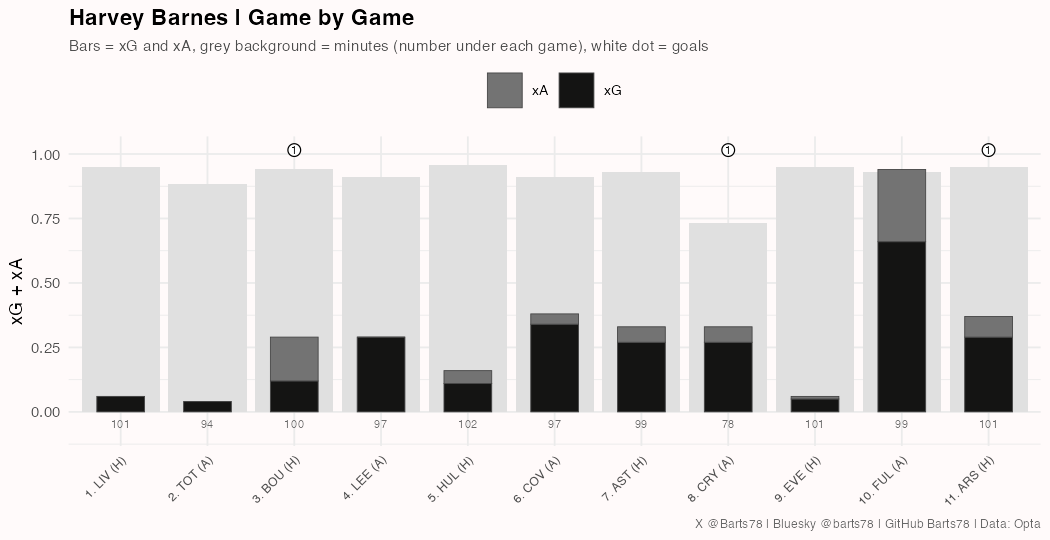 Harvey Barnes | Game by Game
Bars = xG and xA, grey background = minutes (number under each game), white dot = goals
xA xG
xG + xA
1.00
0.75
0.50
0.25
0.00
1 1 1
101 94 100 97 102 97 99 78 101 99 101
1. LIV (H)
2. TOT (A)
3. BOU (H)
4. LEE (A)
5. HUL (H)
6. COV (A)
7. AST (H)
8. CRY (A)
9. EVE (H)
10. FUL (A)
11. ARS (H)
X @Barts78 | Bluesky @barts78 | GitHub Barts78 | Data: Opta